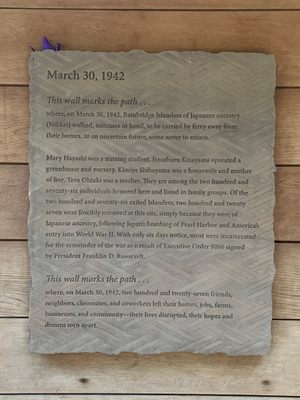 March 30, 1942
This wall marks the path . . .
where, on March 30, 1942, Bainbridge Islanders of Japanese ancestry
(Nikkei) walked, suitcases in hand, to be carried by ferry away from
their homes, to an uncertain future, some never to return.
Mary Hayashi was a nursing student. Isosaburo Katayama operated a
greenhouse and nursery. Kimiye Shibayama was a housewife and mother
of five. Tora Ohtaki was a teacher. They are among the two hundred and
seventy-six individuals honored here and listed in family groups. Of the
two hundred and seventy-six exiled Islanders, two hundred and twenty
seven were forcibly removed at this site, simply because they were of
Japanese ancestry, following Japan's bombing of Pearl Harbor and America's
entry into World War II. With only six days notice, most were incarcerated
for the remainder of the war as a result of Executive Order 9066 signed
by President Franklin D. Roosevelt.
This wall marks the path . . .
where, on March 30, 1942, two hundred and twenty-seven friends,
neighbors, classmates, and coworkers left their homes, jobs, farms,
businesses, and community—their lives disrupted, their hopes and
dreams torn apart.